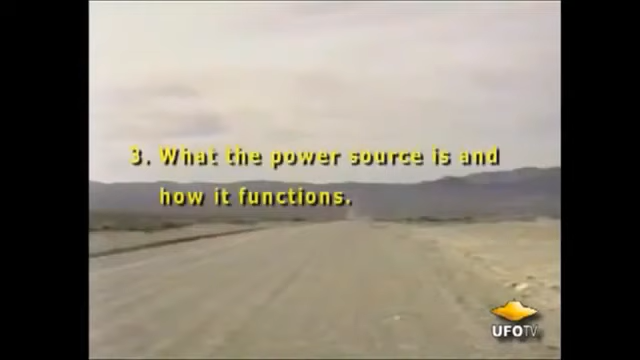 3. What the power source is and
how it functions.
UFOTV